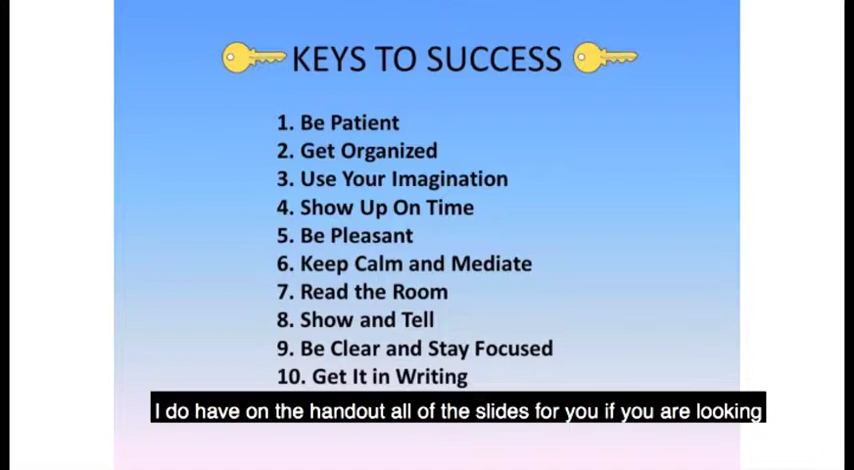 KEYS TO SUCCESS
1. Be Patient
2. Get Organized
3. Use Your Imagination
4. Show Up On Time
5. Be Pleasant
6. Keep Calm and Mediate
7. Read the Room
8. Show and Tell
9. Be Clear and Stay Focused
10. Get It in Writing
I do have on the handout all of the slides for you if you are looking